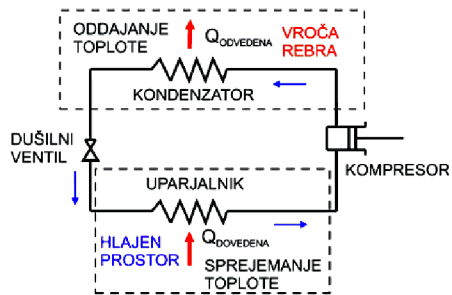 ODDAJANJE
TOPLOTE
QODVEDENA
VROČA
REBRA
KONDENZATOR
DUŠILNI
VENTIL
KOMPRESOR
UPARJALNIK
HLAJEN
PROSTOR
QDOVEDENA
SPREJEMANJE
TOPLOTE